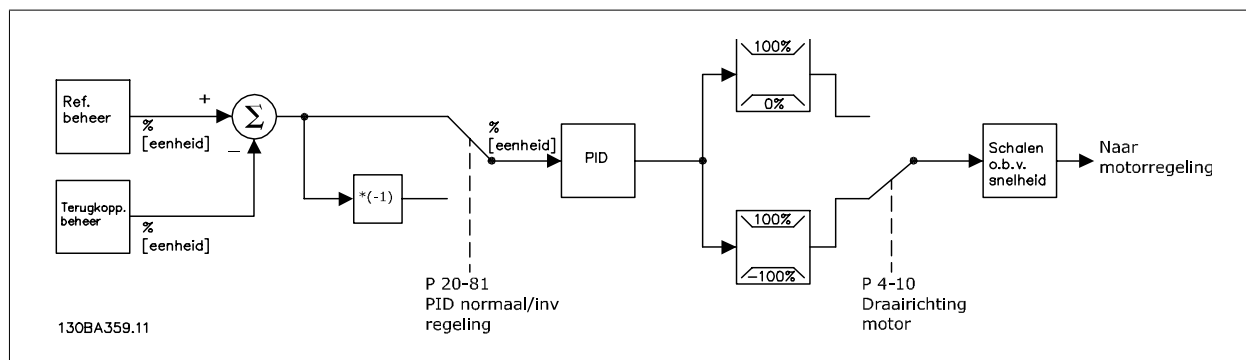 Ref.
beheer
+
%
[eenheid]
Σ
_
Terugkopp.
beheer
%
[eenheid]
*(-1)
%
[eenheid]
PID
100%
0%
100%
-100%
Schalen
o.b.v.
snelheid
Naar
motorregeling
P 20-81
PID normaal/inv
regeling
P 4-10
Draairichting
motor
130BA359.11